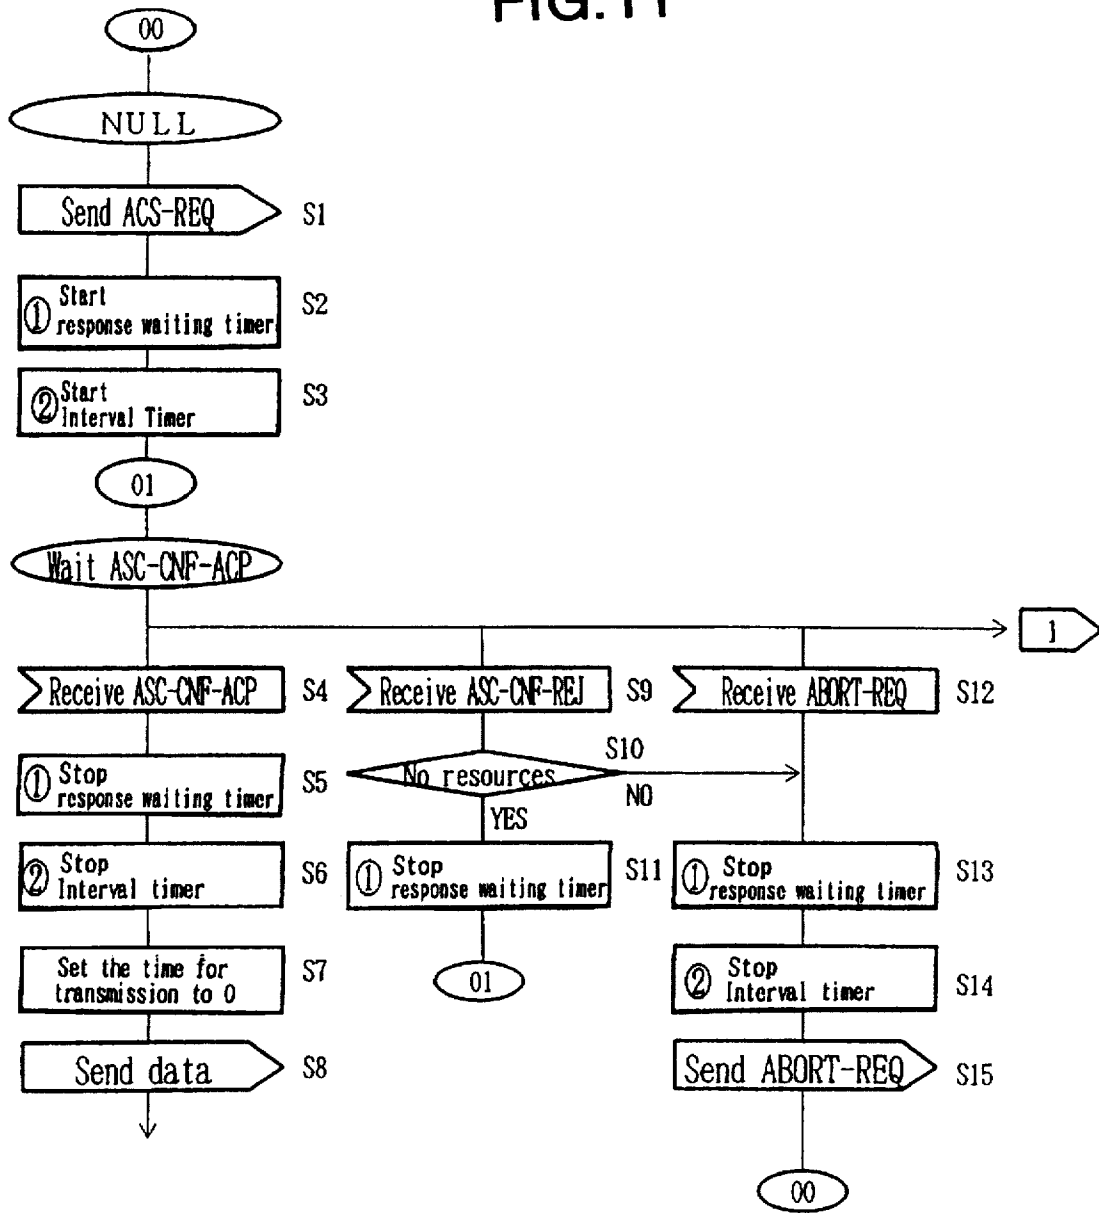 FIG. 11
00
NULL
Send ACS-REQ
S1
① Start
response waiting timer
S2
② Start
Interval Timer
S3
01
Wait ASC-CNF-ACP
1
Receive ASC-CNF-ACP
S4
① Stop
response waiting timer
S5
② Stop
Interval timer
S6
Set the time for
transmission to 0
S7
Send data
S8
Receive ASC-CNF-REJ
S9
No resources
S10
NO
YES
① Stop
response waiting timer
S11
01
Receive ABORT-REQ
S12
① Stop
response waiting timer
S13
② Stop
Interval timer
S14
Send ABORT-REQ
S15
00